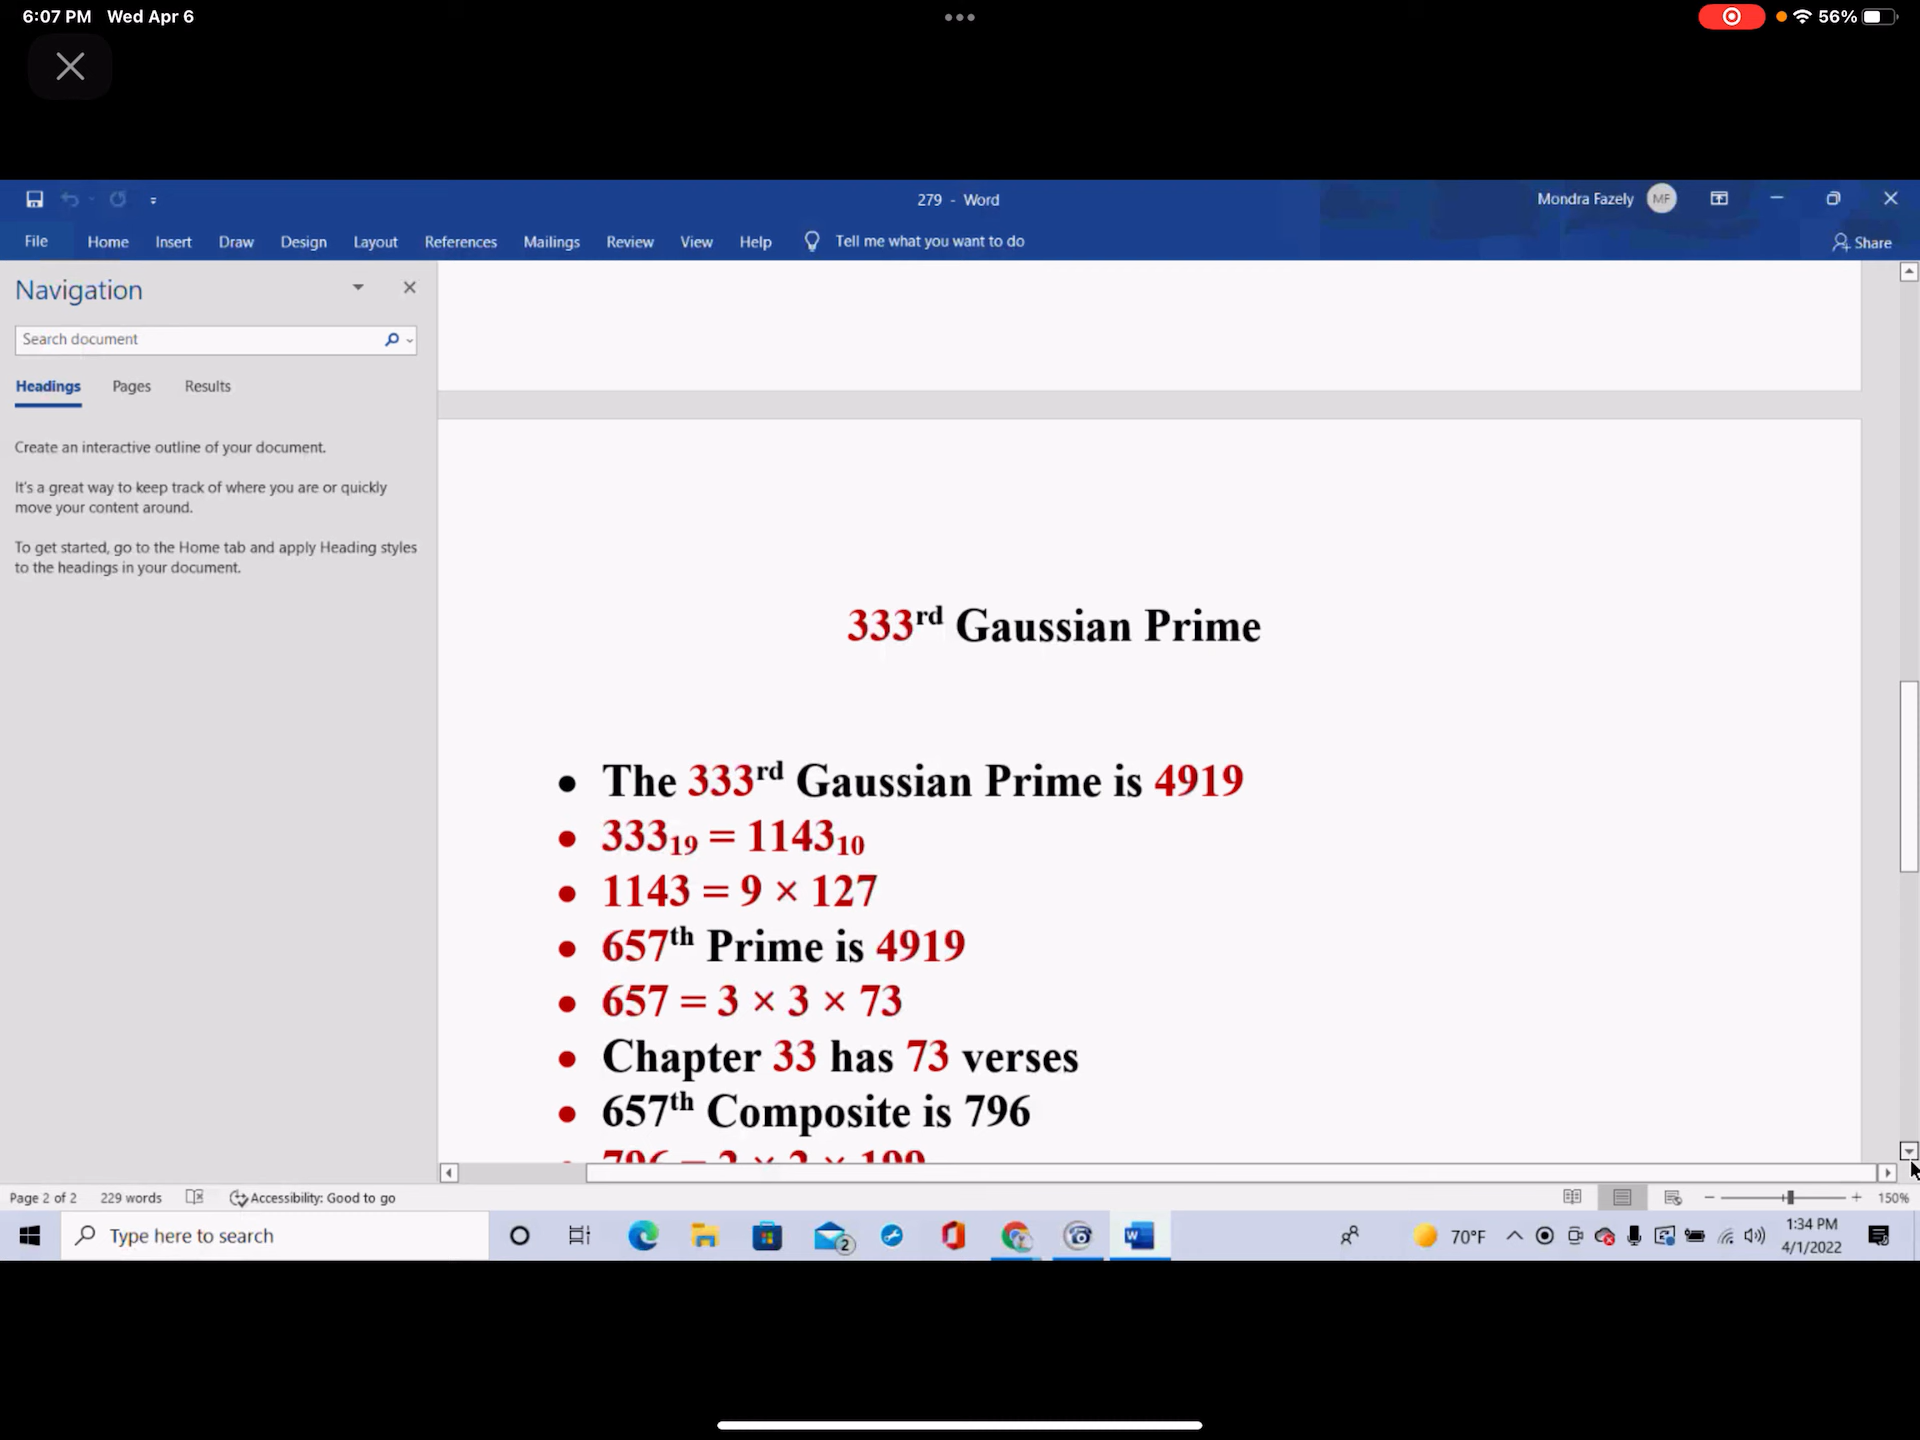 6:07 PM Wed Apr 6
56%
279 - Word
Mondra Fazely MF
File Home Insert Draw Design Layout References Mailings Review View Help Tell me what you want to do
Share
Navigation
Search document
Headings Pages Results
Create an interactive outline of your document.
It's a great way to keep track of where you are or quickly
move your content around.
To get started, go to the Home tab and apply Heading styles
to the headings in your document.
333rd Gaussian Prime
• The 333rd Gaussian Prime is 4919
• 333₁₉ = 1143₁₀
• 1143 = 9 × 127
• 657th Prime is 4919
• 657 = 3 × 3 × 73
• Chapter 33 has 73 verses
• 657th Composite is 796
796 = 2 × 2 × 199
Page 2 of 2 229 words Accessibility: Good to go
150%
Type here to search
2
70°F
1:34 PM
4/1/2022